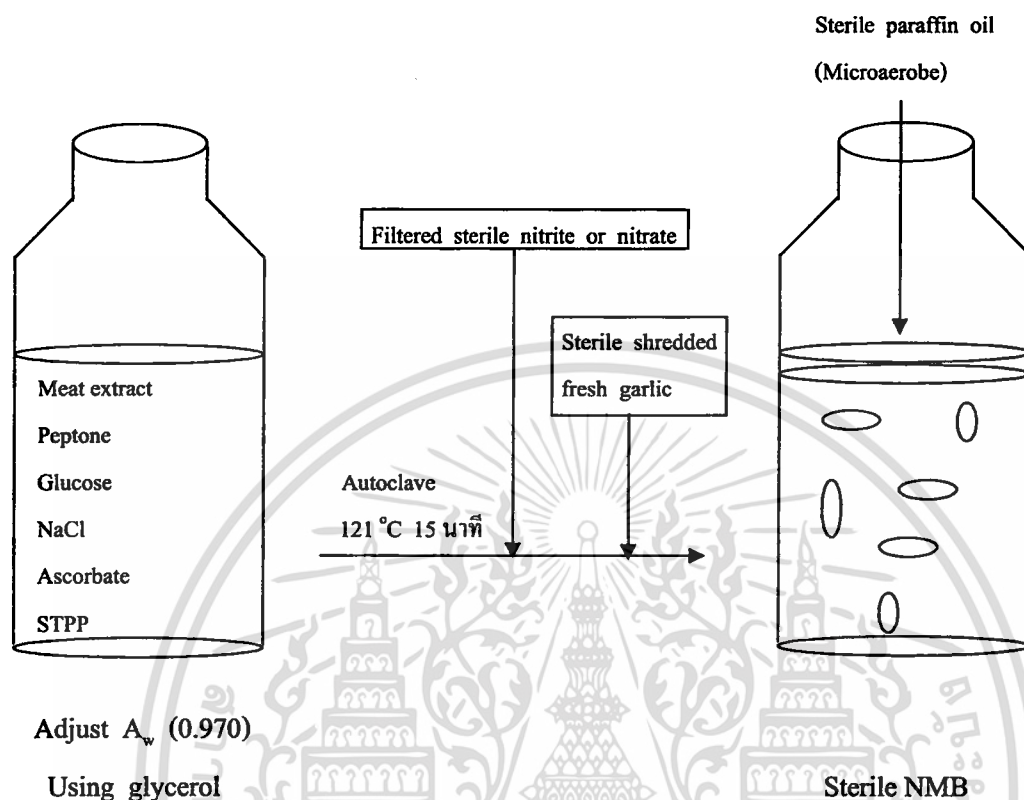 Sterile paraffin oil
(Microaerobe)
Filtered sterile nitrite or nitrate
Sterile shredded
fresh garlic
Meat extract
Peptone
Glucose
NaCl
Ascorbate
STPP
Autoclave
121 °C 15 นาที
Adjust A_w (0.970)
Using glycerol
Sterile NMB